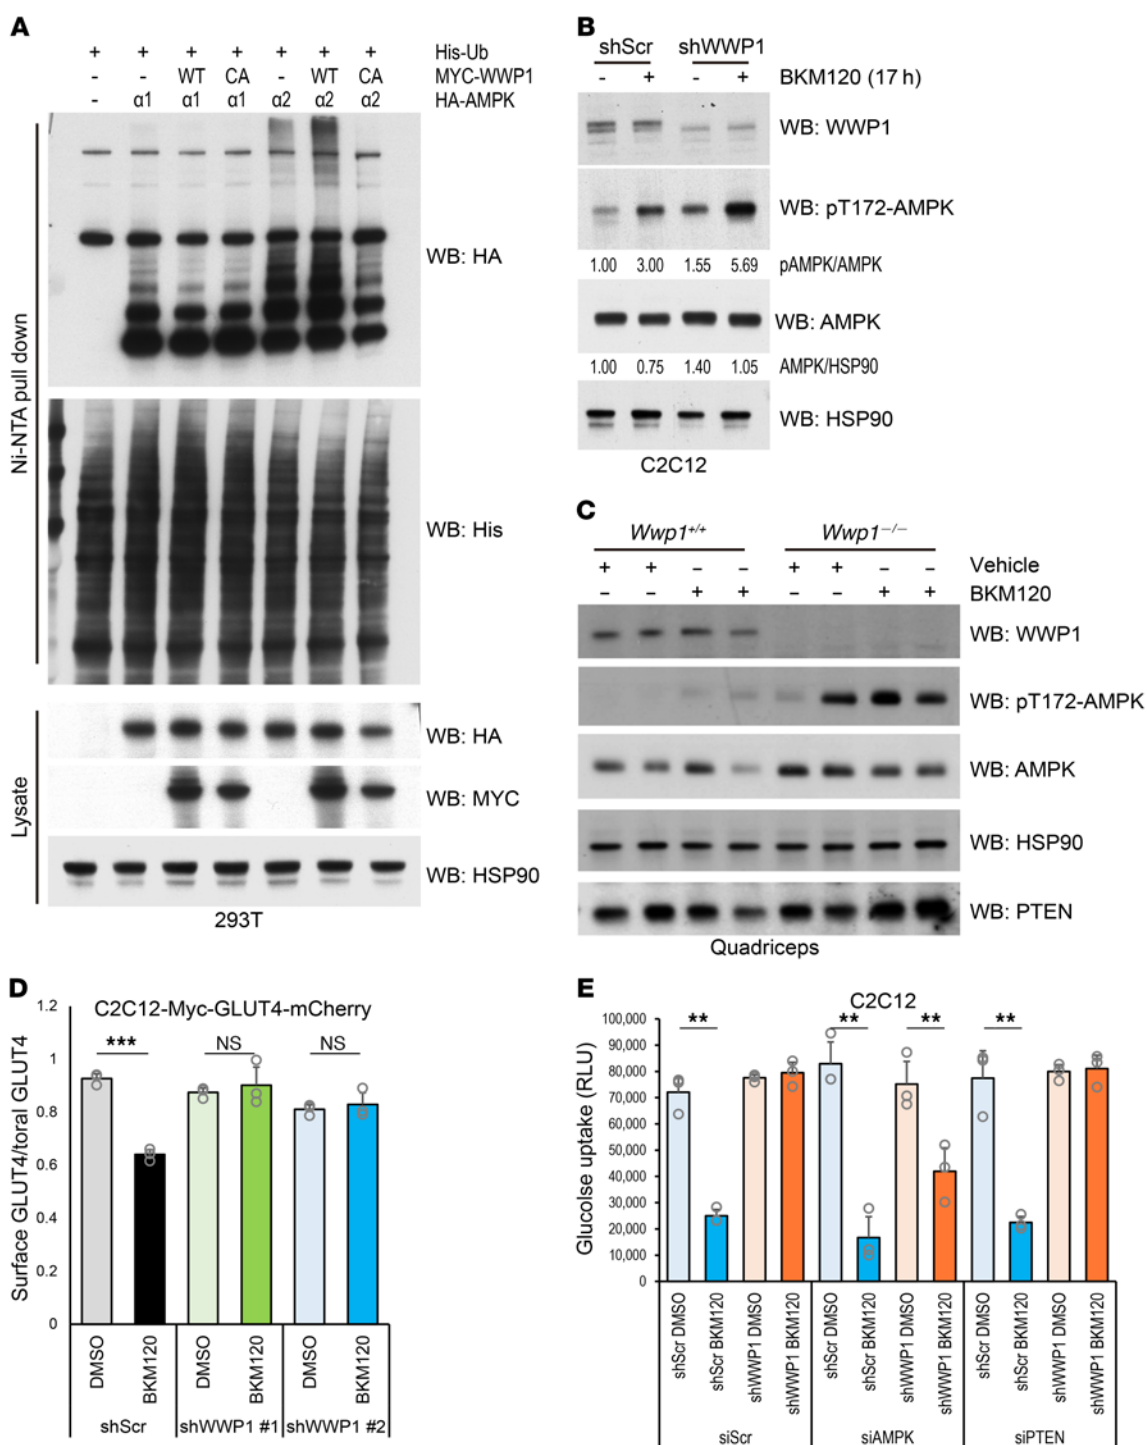 A
+ + + + + + + His-Ub
- - WT CA - WT CA MYC-WWP1
- α1 α1 α1 α2 α2 α2 HA-AMPK
Ni-NTA pull down
WB: HA
WB: His
Lysate
WB: HA
WB: MYC
WB: HSP90
293T
B
shScr shWWP1
- + - + BKM120 (17 h)
WB: WWP1
WB: pT172-AMPK
1.00 3.00 1.55 5.69 pAMPK/AMPK
WB: AMPK
1.00 0.75 1.40 1.05 AMPK/HSP90
WB: HSP90
C2C12
C
Wwp1+/+ Wwp1−/−
+ + − − + + − − Vehicle
− − + + − − + + BKM120
WB: WWP1
WB: pT172-AMPK
WB: AMPK
WB: HSP90
WB: PTEN
Quadriceps
D
C2C12-Myc-GLUT4-mCherry
Surface GLUT4/toral GLUT4
1.2
1
0.8
0.6
0.4
0.2
0
*** NS NS
DMSO BKM120 DMSO BKM120 DMSO BKM120
shScr shWWP1 #1 shWWP1 #2
E
C2C12
Glucolse uptake (RLU)
100,000
90,000
80,000
70,000
60,000
50,000
40,000
30,000
20,000
10,000
0
** ** ** **
shScr DMSO shScr BKM120 shWWP1 DMSO shWWP1 BKM120 shScr DMSO shScr BKM120 shWWP1 DMSO shWWP1 BKM120 shScr DMSO shScr BKM120 shWWP1 DMSO shWWP1 BKM120
siScr siAMPK siPTEN